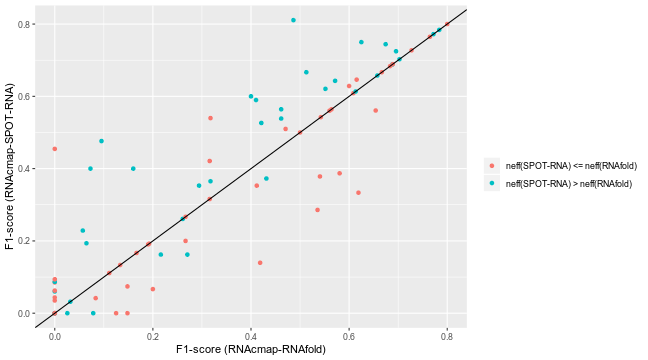 0.8
0.6
0.4
0.2
0.0
F1-score (RNAcmap-SPOT-RNA)
0.0 0.2 0.4 0.6 0.8
F1-score (RNAcmap-RNAfold)
neff(SPOT-RNA) <= neff(RNAfold)
neff(SPOT-RNA) > neff(RNAfold)